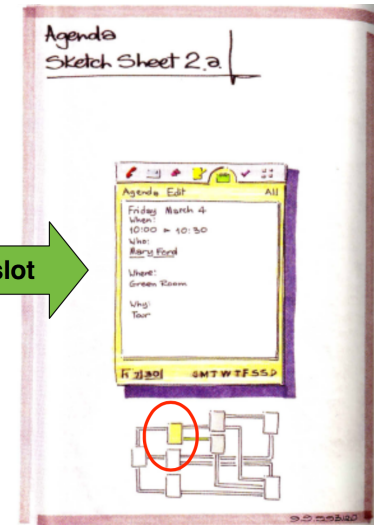 Agenda
Sketch Sheet 2.a.
slot
Agenda Edit All
Friday March 4
When:
10:00 ► 10:30
Who:
Mary Ford
Where:
Green Room
Why:
Tour